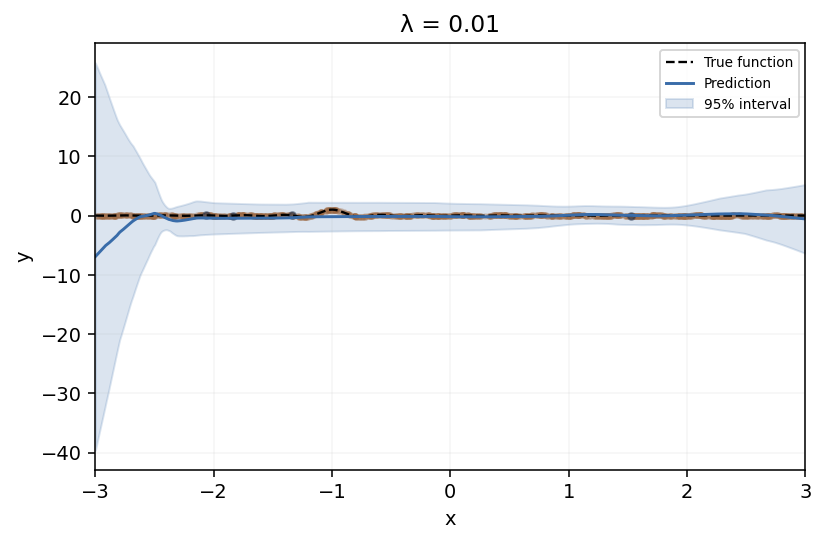 λ = 0.01
True function
Prediction
95% interval
20
10
0
−10
−20
−30
−40
y
−3
−2
−1
0
1
2
3
x